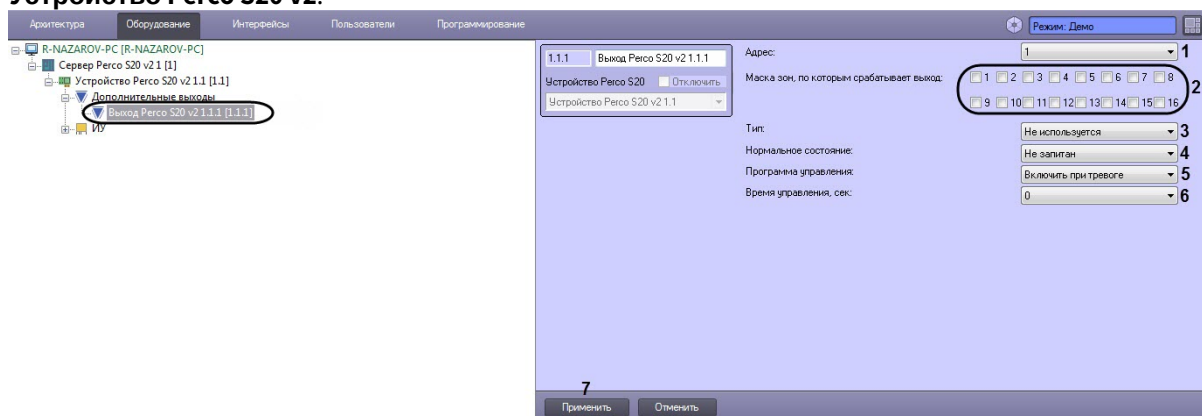 Устройство Perco S20 v2.
Архитектура Оборудование Интерфейсы Пользователи Программирование Режим: Демо
R-NAZAROV-PC [R-NAZAROV-PC]
Сервер Perco S20 v2 1 [1]
Устройство Perco S20 v2 1.1 [1.1]
Дополнительные выходы
Выход Perco S20 v2 1.1.1 [1.1.1]
ИУ
1.1.1 Выход Perco S20 v2 1.1.1
Устройство Perco S20 Отключить
Устройство Perco S20 v2 1.1
Адрес: 1 1
Маска зон, по которым срабатывает выход: 1 2 3 4 5 6 7 8 2
9 10 11 12 13 14 15 16
Тип: Не используется 3
Нормальное состояние: Не запитан 4
Программа управления: Включить при тревоге 5
Время управления, сек.: 0 6
7
Применить Отменить